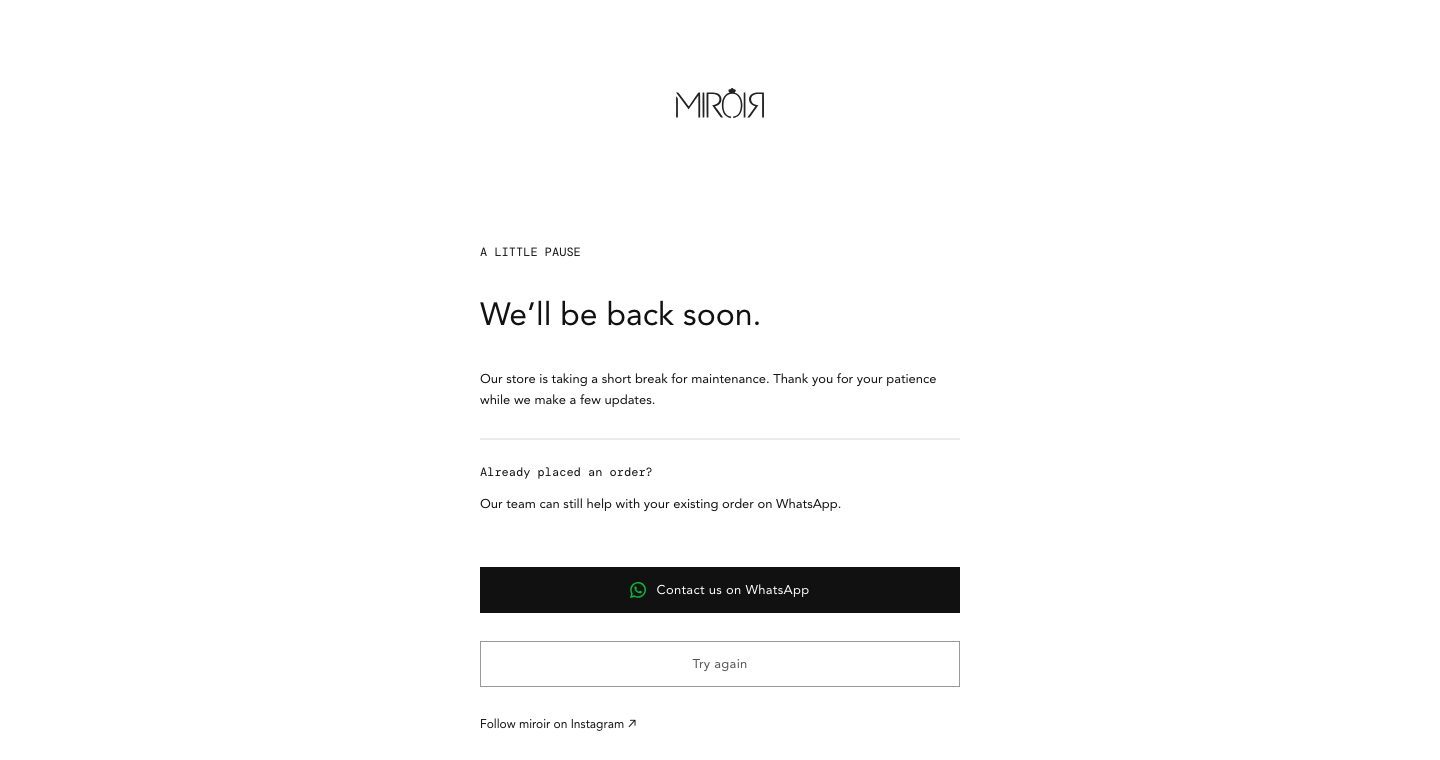 MIROIR
A LITTLE PAUSE
We’ll be back soon.
Our store is taking a short break for maintenance. Thank you for your patience
while we make a few updates.
Already placed an order?
Our team can still help with your existing order on WhatsApp.
Contact us on WhatsApp
Try again
Follow miroir on Instagram ↗